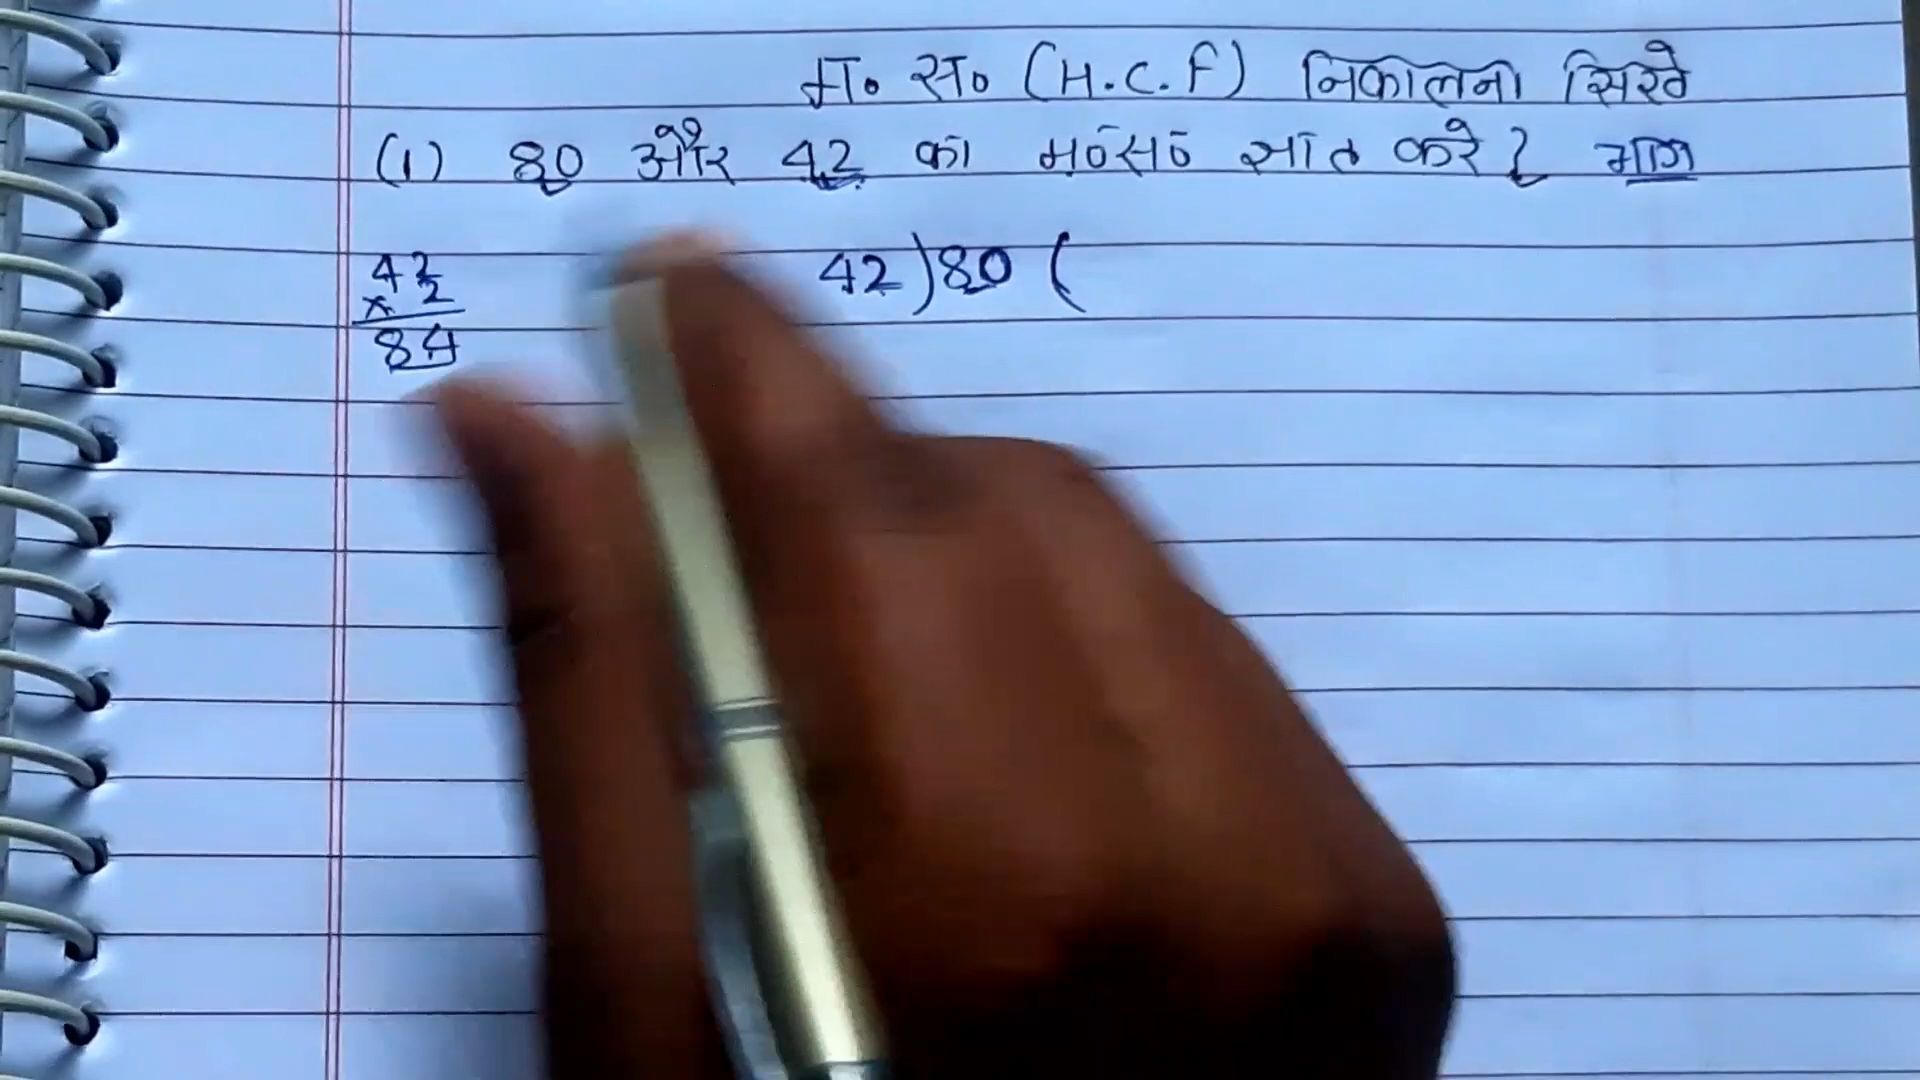 म० स० (H.C.F) निकालना सिखे
(1) 80 और 42 का म०स० ज्ञात करे? भाग
42
×2
84
42)80(